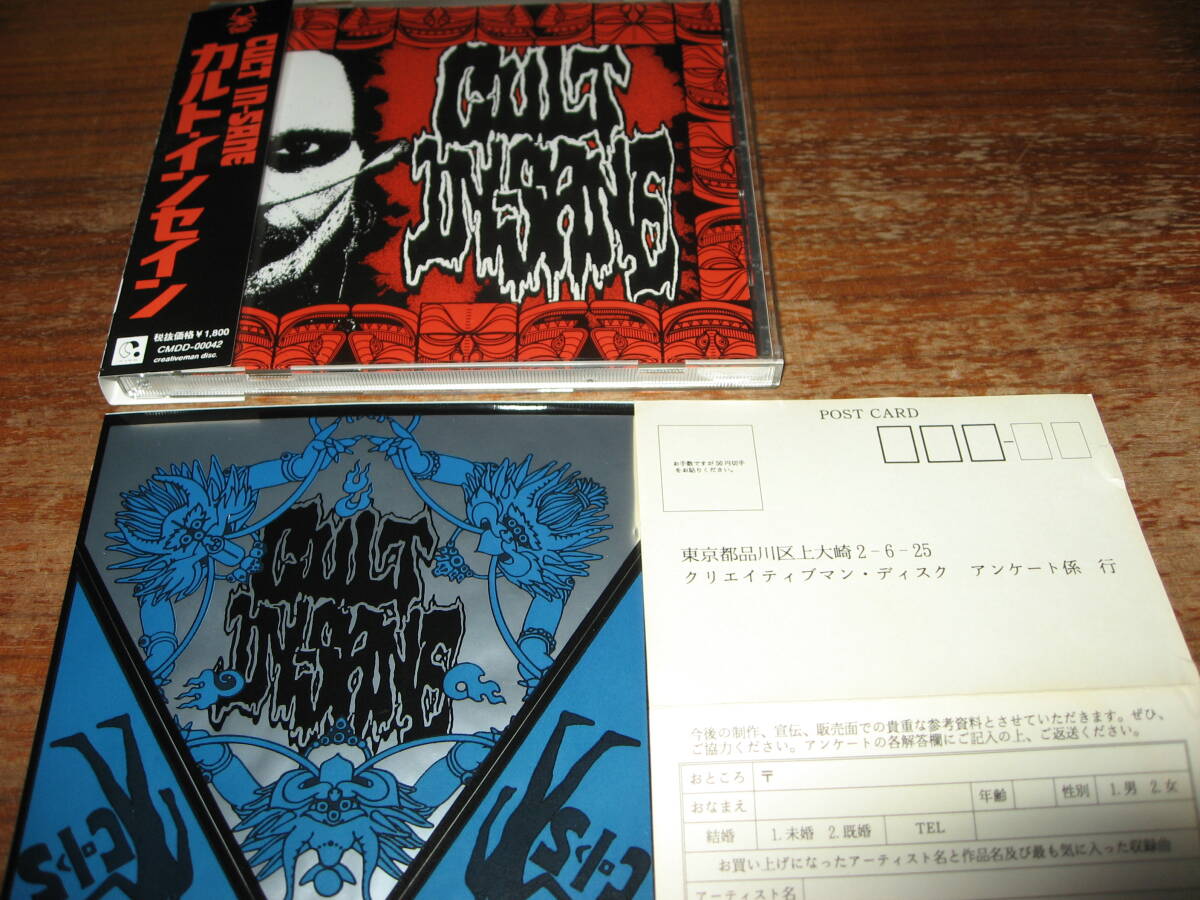 CULT IN-SANE
カルト・インセイン
税抜価格¥1,800
CMDD-00042
creativeman disc.
CULT
IN-SANE
CULT
IN-SANE
C・I・S
C・I・S
POST CARD
お手数ですが50円切手
をお貼りください。
東京都品川区上大崎2-6-25
クリエイティブマン・ディスク アンケート係 行
今後の制作、宣伝、販売面での貴重な参考資料とさせていただきます。ぜひ、
ご協力ください。アンケートの各解答欄にご記入の上、ご返送ください。
おところ 〒
おなまえ 年齢 性別 1.男 2.女
結婚 1.未婚 2.既婚 TEL
お買い上げになったアーティスト名と作品名及び最も気に入った収録曲
アーティスト名